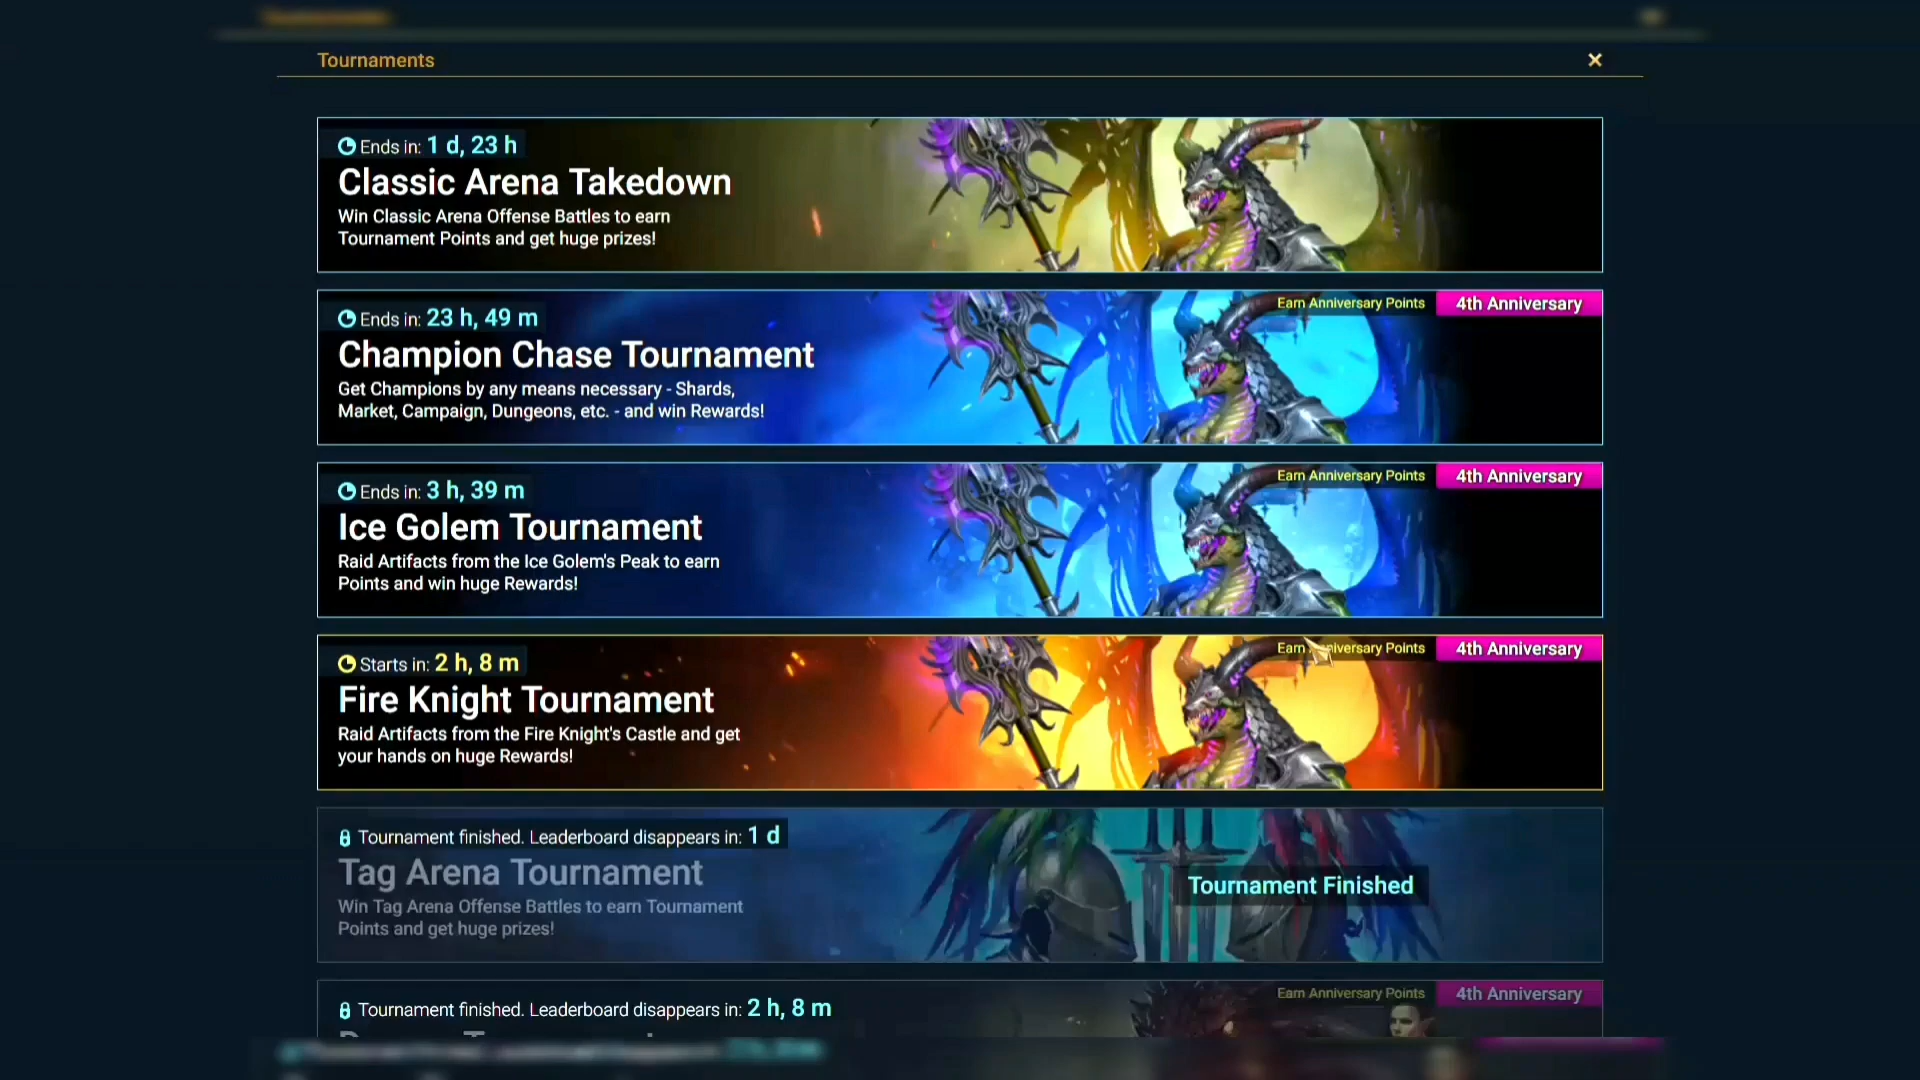 Tournaments
Ends in: 1 d, 23 h
Classic Arena Takedown
Win Classic Arena Offense Battles to earn
Tournament Points and get huge prizes!
Ends in: 23 h, 49 m
Earn Anniversary Points
4th Anniversary
Champion Chase Tournament
Get Champions by any means necessary - Shards,
Market, Campaign, Dungeons, etc. - and win Rewards!
Ends in: 3 h, 39 m
Earn Anniversary Points
4th Anniversary
Ice Golem Tournament
Raid Artifacts from the Ice Golem's Peak to earn
Points and win huge Rewards!
Starts in: 2 h, 8 m
Earn Anniversary Points
4th Anniversary
Fire Knight Tournament
Raid Artifacts from the Fire Knight's Castle and get
your hands on huge Rewards!
Tournament finished. Leaderboard disappears in: 1 d
Tag Arena Tournament
Win Tag Arena Offense Battles to earn Tournament
Points and get huge prizes!
Tournament Finished
Tournament finished. Leaderboard disappears in: 2 h, 8 m
Earn Anniversary Points
4th Anniversary